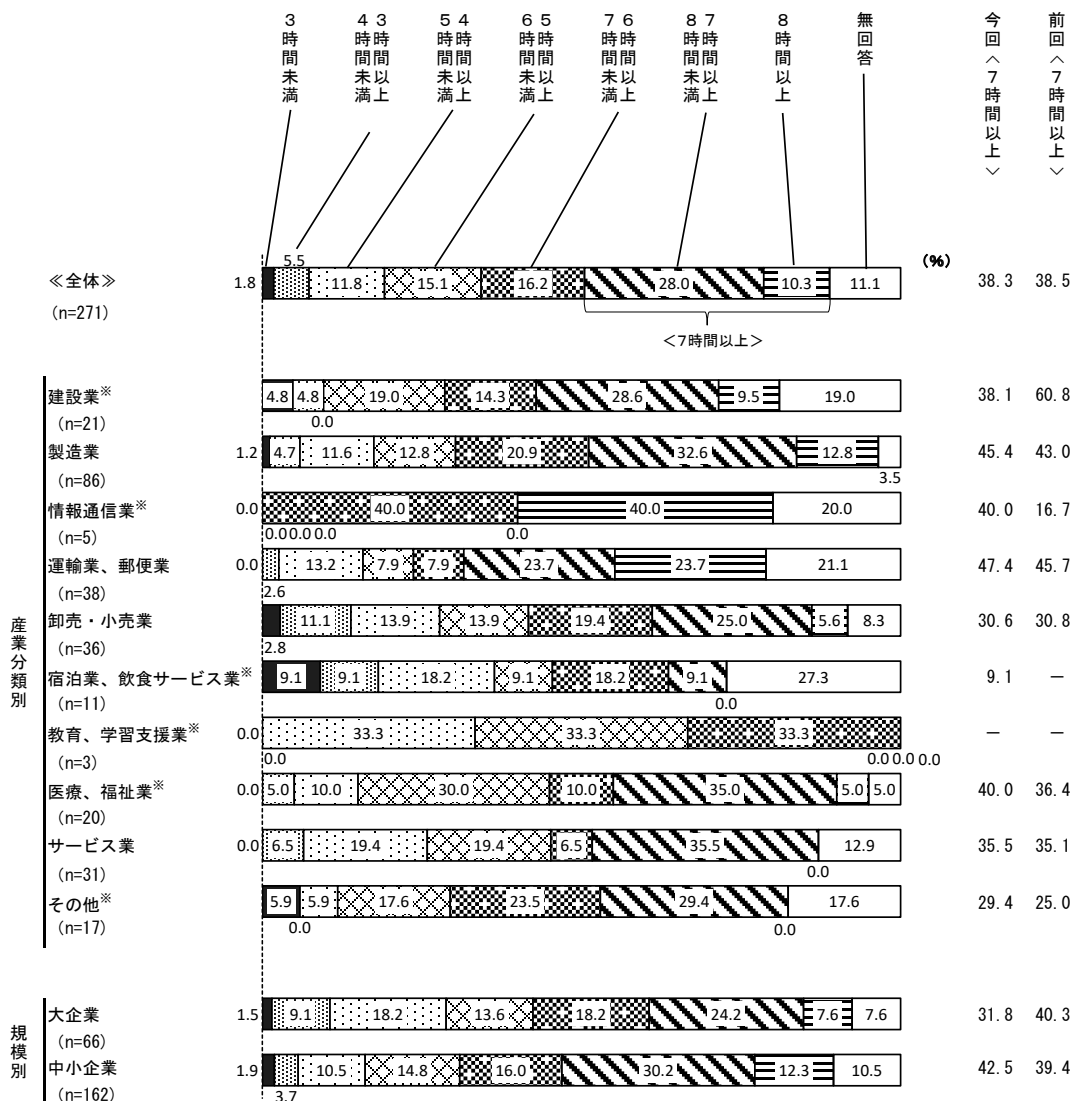 3時間未満
3時間以上
4時間未満
4時間以上
5時間未満
5時間以上
6時間未満
6時間以上
7時間未満
7時間以上
8時間未満
8時間以上
無回答
今回＜7時間以上＞
前回＜7時間以上＞
(%)
5.5
≪全体≫ 1.8 11.8 15.1 16.2 28.0 10.3 11.1 38.3 38.5
(n=271)
＜7時間以上＞
産業分類別
建設業※ 4.8 4.8 19.0 14.3 28.6 9.5 19.0 38.1 60.8
(n=21) 0.0
製造業 1.2 4.7 11.6 12.8 20.9 32.6 12.8 45.4 43.0
(n=86) 3.5
情報通信業※ 0.0 40.0 40.0 20.0 40.0 16.7
(n=5) 0.0 0.0 0.0 0.0
運輸業、郵便業 0.0 13.2 7.9 7.9 23.7 23.7 21.1 47.4 45.7
(n=38) 2.6
卸売・小売業 11.1 13.9 13.9 19.4 25.0 5.6 8.3 30.6 30.8
(n=36) 2.8
宿泊業、飲食サービス業※ 9.1 9.1 18.2 9.1 18.2 9.1 27.3 9.1 －
(n=11) 0.0
教育、学習支援業※ 0.0 33.3 33.3 33.3 － －
(n=3) 0.0 0.0 0.0 0.0
医療、福祉業※ 0.0 5.0 10.0 30.0 10.0 35.0 5.0 5.0 40.0 36.4
(n=20)
サービス業 0.0 6.5 19.4 19.4 6.5 35.5 12.9 35.5 35.1
(n=31) 0.0
その他※ 5.9 5.9 17.6 23.5 29.4 17.6 29.4 25.0
(n=17) 0.0 0.0
規模別
大企業 1.5 9.1 18.2 13.6 18.2 24.2 7.6 7.6 31.8 40.3
(n=66)
中小企業 1.9 10.5 14.8 16.0 30.2 12.3 10.5 42.5 39.4
(n=162) 3.7